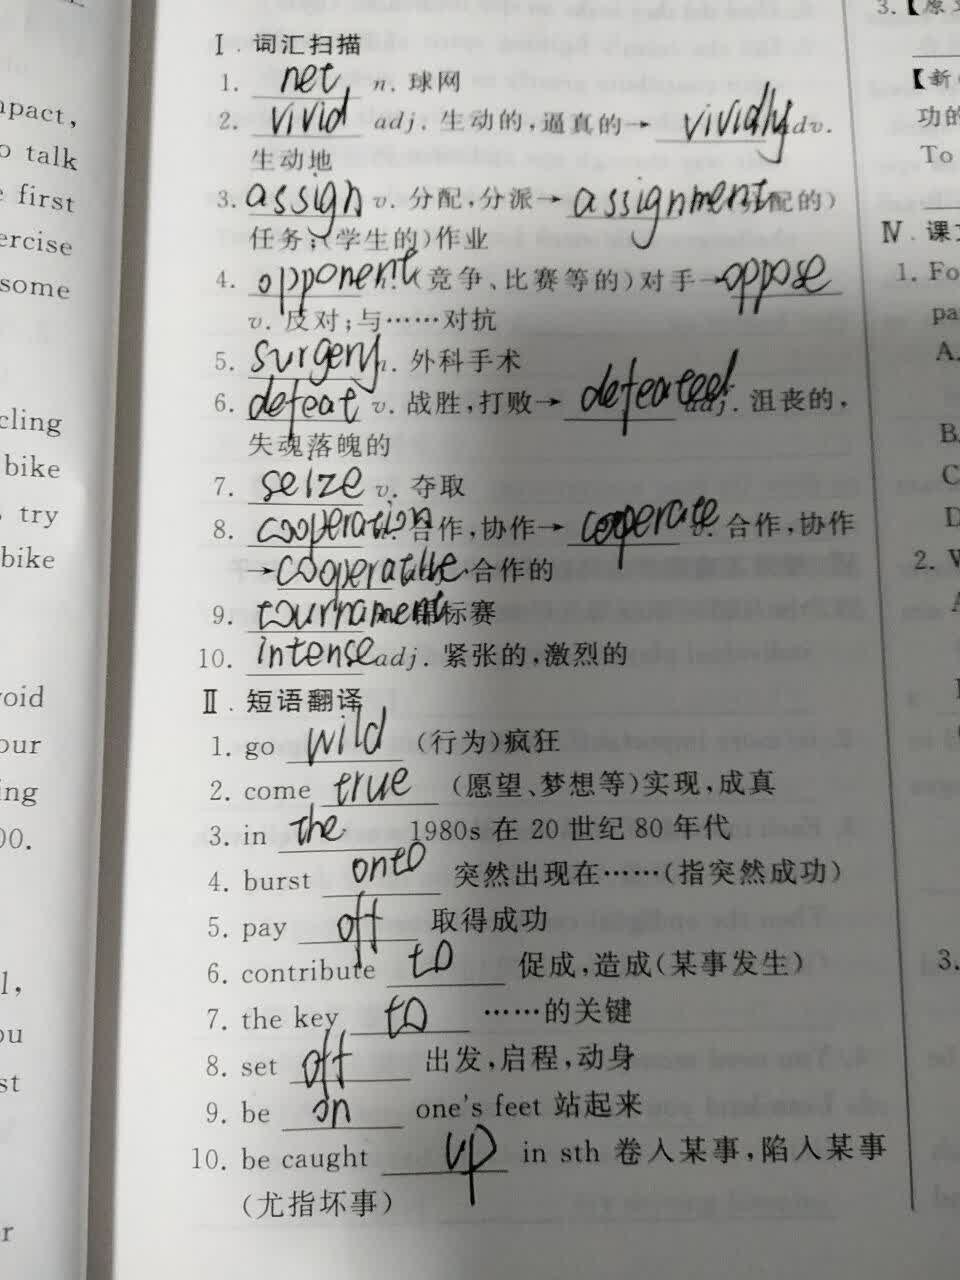 mpact,
o talk
e first
ercise
some
cling
bike
s try
bike
void
our
ing
00.
l,
ou
st
r
Ⅰ 词汇扫描
1. net n. 球网
2. vivid adj. 生动的,逼真的→ vividly adv.
生动地
3. assign v. 分配,分派→ assignment (分配的)
任务;(学生的)作业
4. opponent n. (竞争、比赛等的)对手→ oppose
v. 反对;与……对抗
5. surgery n. 外科手术
6. defeat v. 战胜,打败→ defeated adj. 沮丧的,
失魂落魄的
7. seize v. 夺取
8. cooperation n. 合作,协作→ cooperate v. 合作,协作
→cooperative 合作的
9. tournament 锦标赛
10. intense adj. 紧张的,激烈的
Ⅱ. 短语翻译
1. go wild (行为)疯狂
2. come true (愿望、梦想等)实现,成真
3. in the 1980s 在 20 世纪 80 年代
4. burst onto 突然出现在……(指突然成功)
5. pay off 取得成功
6. contribute to 促成,造成(某事发生)
7. the key to ……的关键
8. set off 出发,启程,动身
9. be on one's feet 站起来
10. be caught up in sth 卷入某事,陷入某事
(尤指坏事)
3.【原
【新
功的
To
Ⅳ. 课
1. Fo
pa
A.
B.
C
D
2. W
A
3.